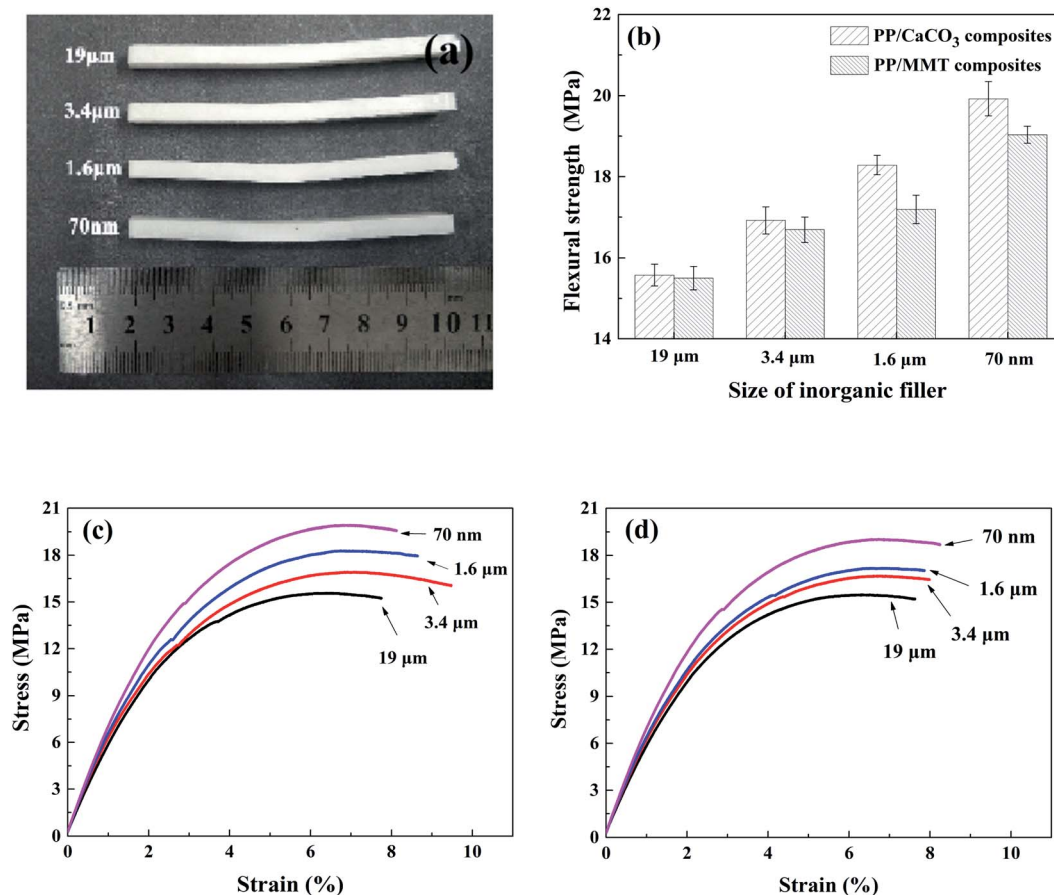 (a)
19μm
3.4μm
1.6μm
70nm
0.5 mm
mm
1 2 3 4 5 6 7 8 9 10 11
(b)
PP/CaCO₃ composites
PP/MMT composites
Flexural strength (MPa)
22
20
18
16
14
19 μm 3.4 μm 1.6 μm 70 nm
Size of inorganic filler
(c)
Stress (MPa)
21
18
15
12
9
6
3
0
70 nm
1.6 μm
3.4 μm
19 μm
0 2 4 6 8 10
Strain (%)
(d)
Stress (MPa)
21
18
15
12
9
6
3
0
70 nm
1.6 μm
3.4 μm
19 μm
0 2 4 6 8 10
Strain (%)